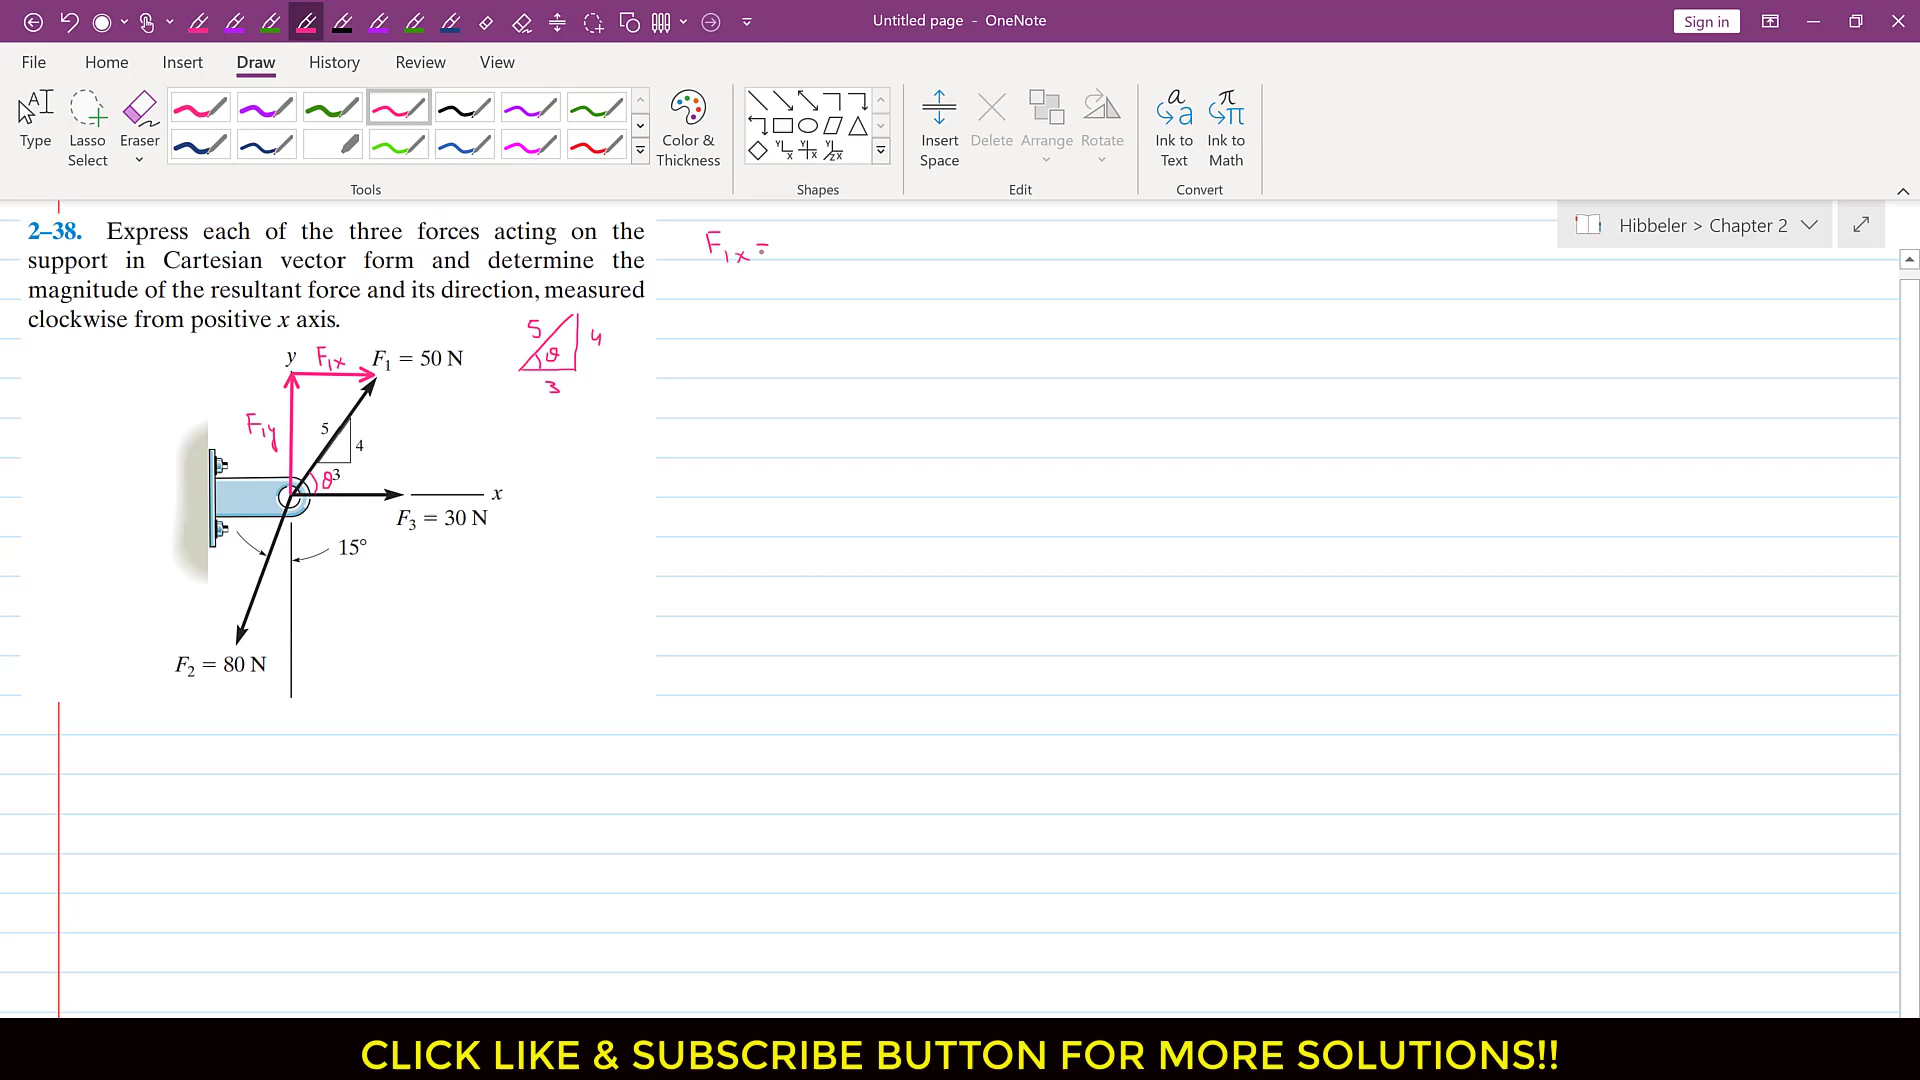 Untitled page - OneNote
Sign in
File Home Insert Draw History Review View
Type
Lasso Select
Eraser
Color & Thickness
Insert Space
Delete
Arrange
Rotate
Ink to Text
Ink to Math
Tools
Shapes
Edit
Convert
Hibbeler > Chapter 2
2–38. Express each of the three forces acting on the
support in Cartesian vector form and determine the
magnitude of the resultant force and its direction, measured
clockwise from positive x axis.
F1x =
5
4
θ
3
y
F1x
F1 = 50 N
F1y
5
4
3
θ
x
F3 = 30 N
15°
F2 = 80 N
CLICK LIKE & SUBSCRIBE BUTTON FOR MORE SOLUTIONS!!